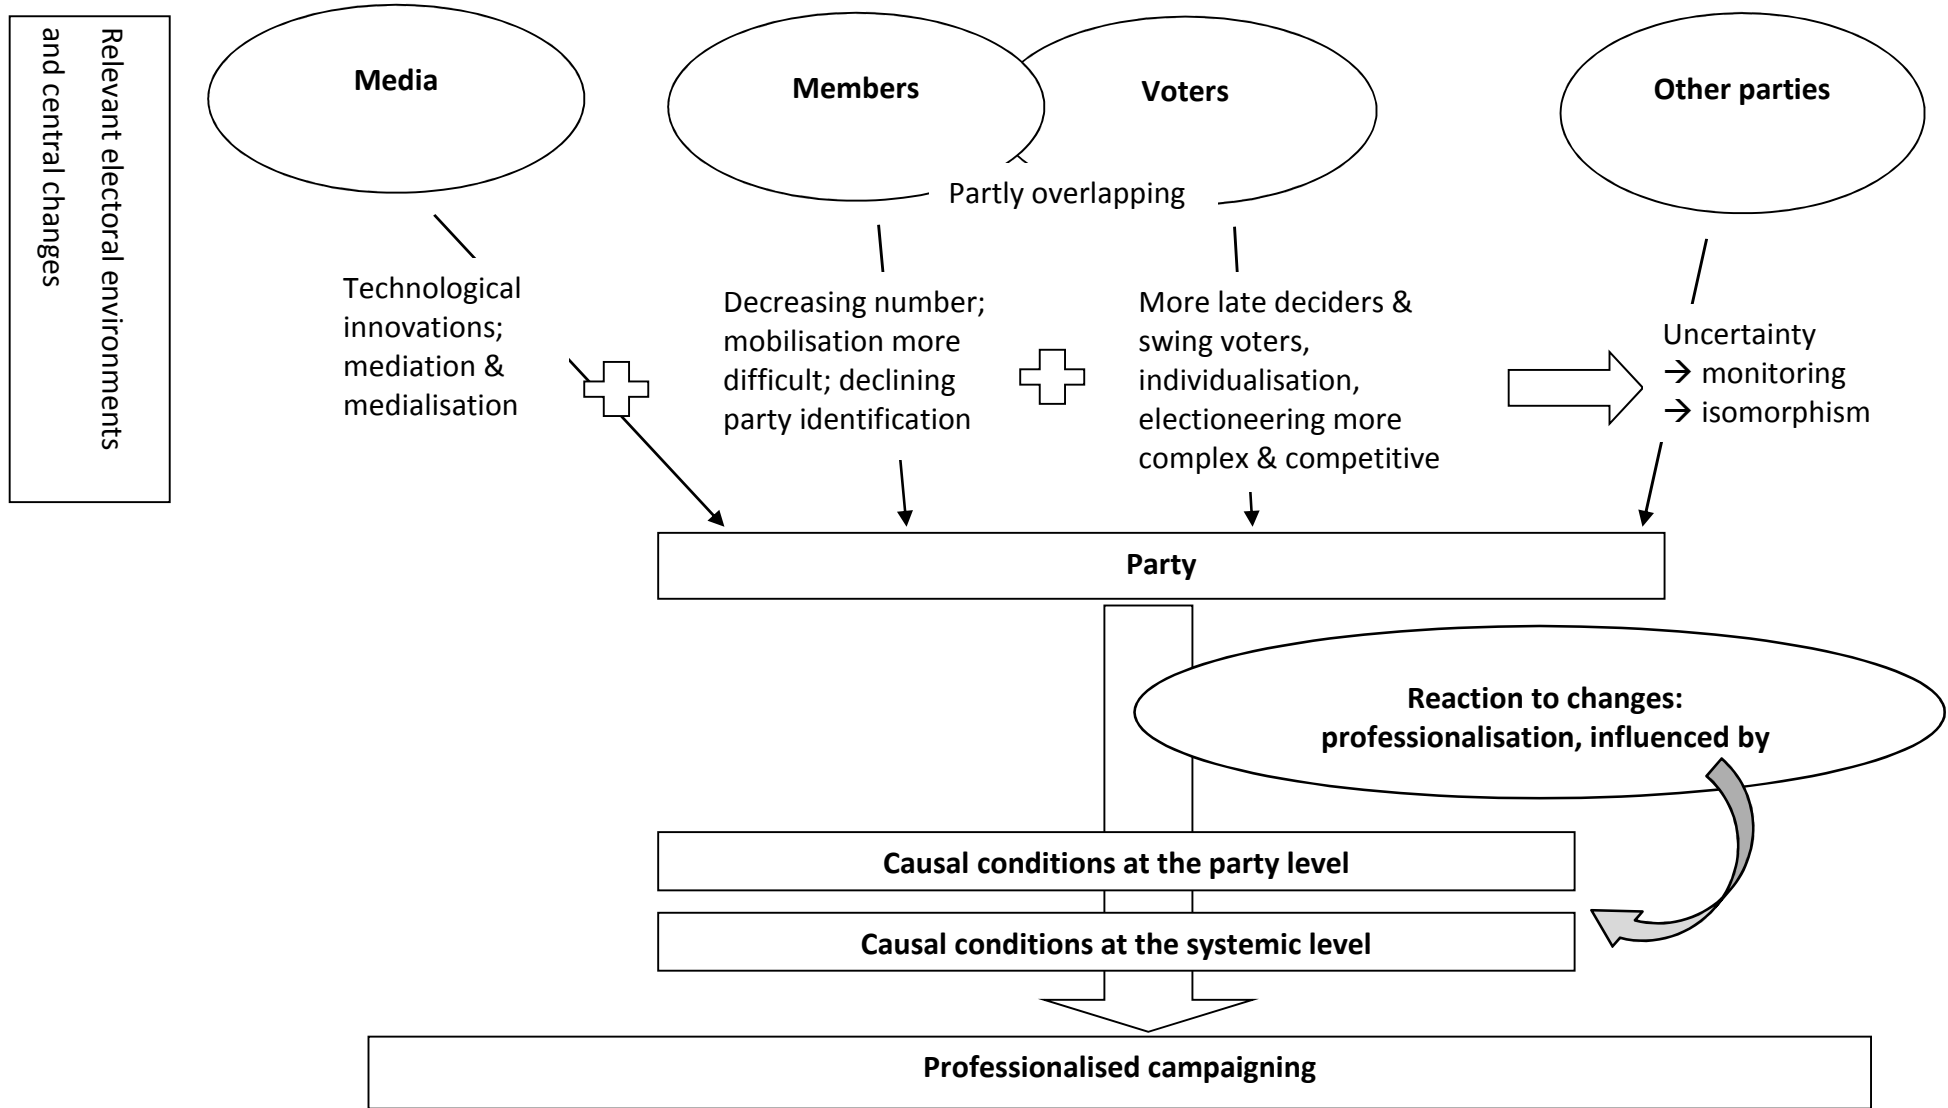 Relevant electoral environments
and central changes
Media
Members
Voters
Other parties
Partly overlapping
Technological
innovations;
mediation &
medialisation
Decreasing number;
mobilisation more
difficult; declining
party identification
More late deciders &
swing voters,
individualisation,
electioneering more
complex & competitive
Uncertainty
→ monitoring
→ isomorphism
Party
Reaction to changes:
professionalisation, influenced by
Causal conditions at the party level
Causal conditions at the systemic level
Professionalised campaigning